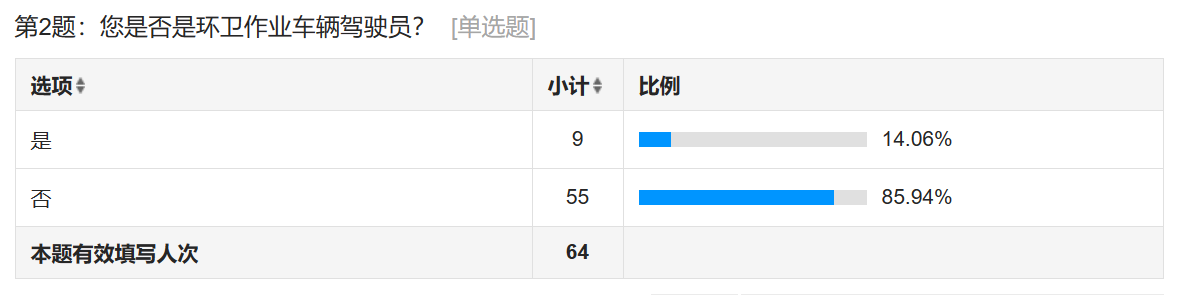 第2题：您是否是环卫作业车辆驾驶员？ [单选题]
选项 小计 比例
是 9 14.06%
否 55 85.94%
本题有效填写人次 64